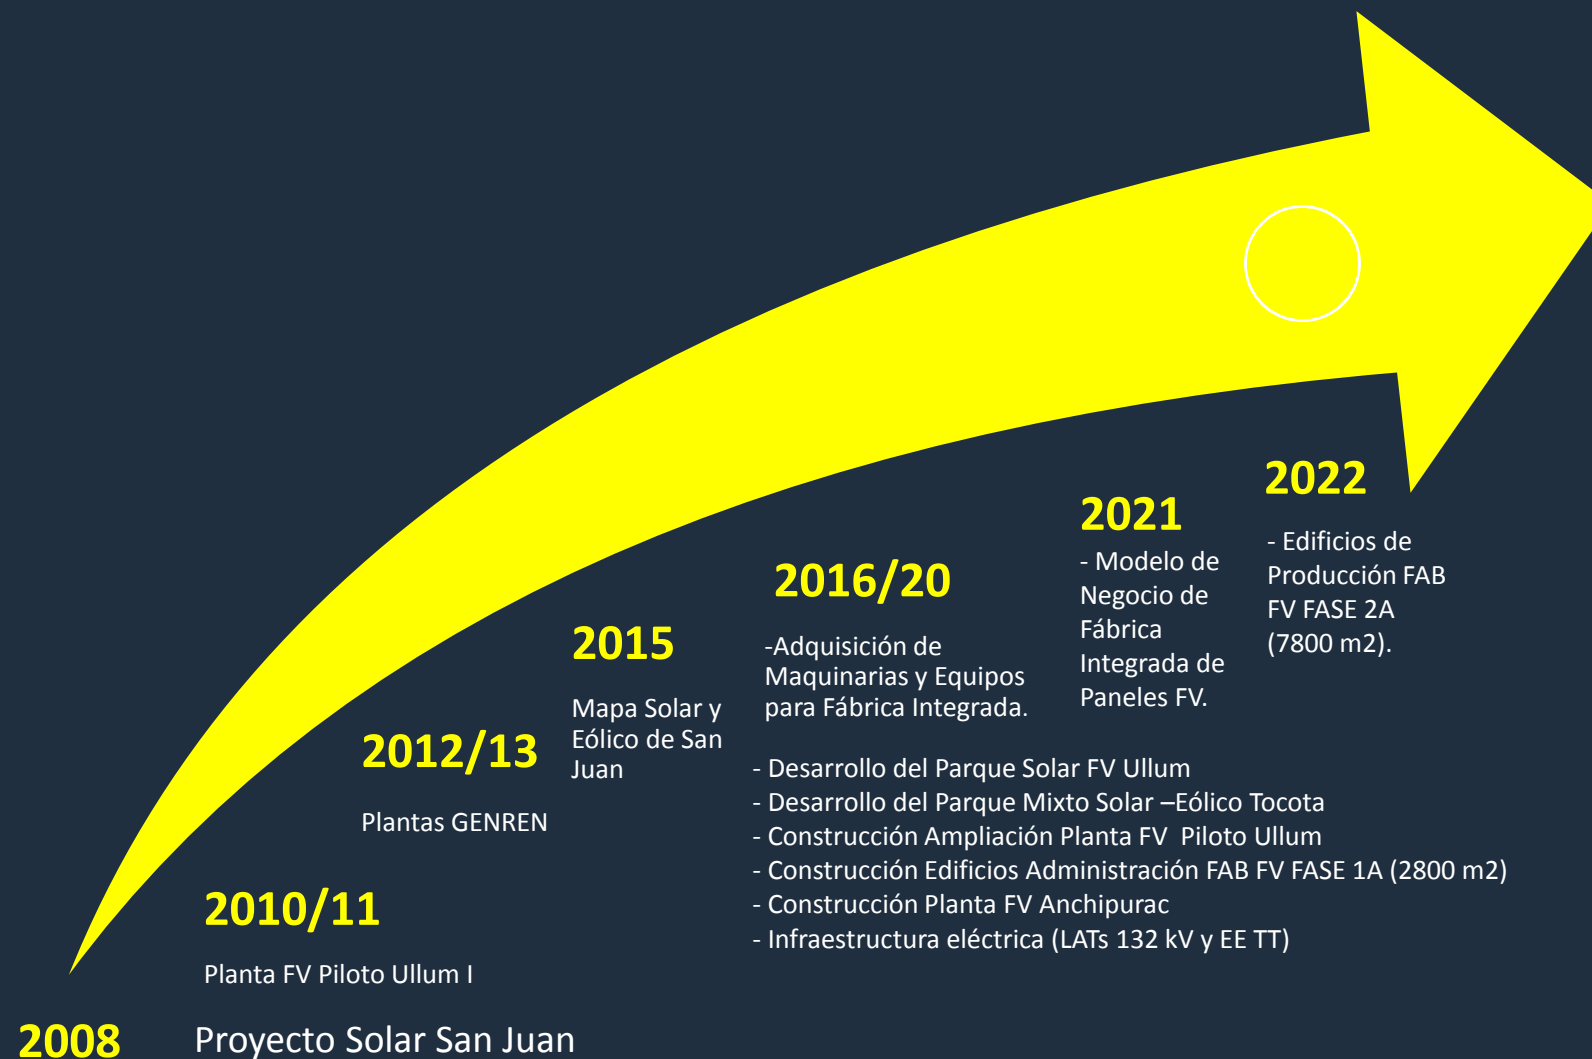 2008
Proyecto Solar San Juan
2010/11
Planta FV Piloto Ullum I
2012/13
Plantas GENREN
2015
Mapa Solar y
Eólico de San
Juan
2016/20
-Adquisición de
Maquinarias y Equipos
para Fábrica Integrada.
- Desarrollo del Parque Solar FV Ullum
- Desarrollo del Parque Mixto Solar –Eólico Tocota
- Construcción Ampliación Planta FV  Piloto Ullum
- Construcción Edificios Administración FAB FV FASE 1A (2800 m2)
- Construcción Planta FV Anchipurac
- Infraestructura eléctrica (LATs 132 kV y EE TT)
2021
- Modelo de
Negocio de
Fábrica
Integrada de
Paneles FV.
2022
- Edificios de
Producción FAB
FV FASE 2A
(7800 m2).